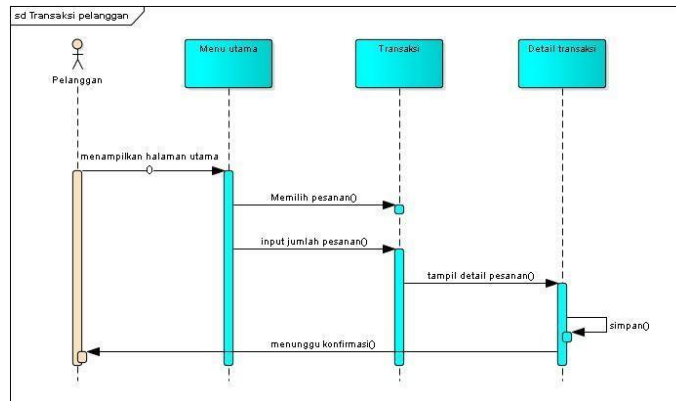 sd Transaksi pelanggan
Pelanggan
Menu utama
Transaksi
Detail transaksi
menampilkan halaman utama
()
Memilih pesanan()
input jumlah pesanan()
tampil detail pesanan()
simpan()
menunggu konfirmasi()